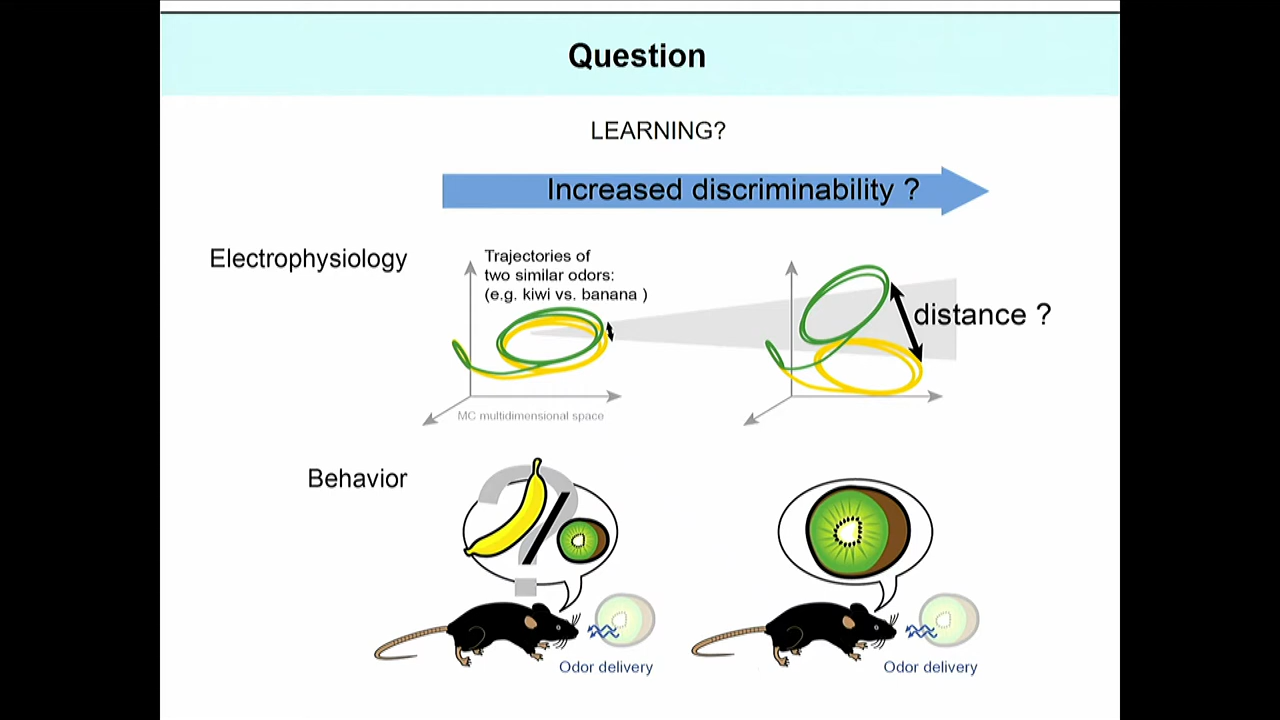 Question
LEARNING?
Increased discriminability ?
Electrophysiology
Trajectories of
two similar odors:
(e.g. kiwi vs. banana )
distance ?
MC multidimensional space
Behavior
?
Odor delivery
Odor delivery